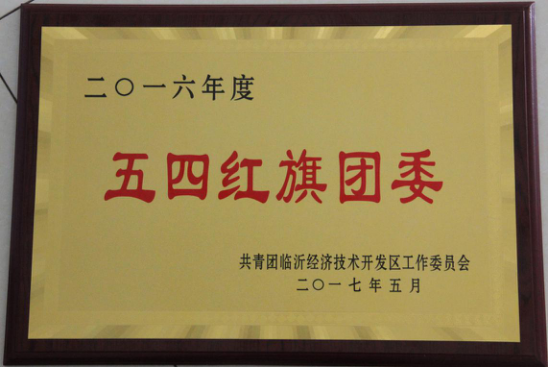 二〇一六年度
五四红旗团委
共青团临沂经济技术开发区工作委员会
二〇一七年五月